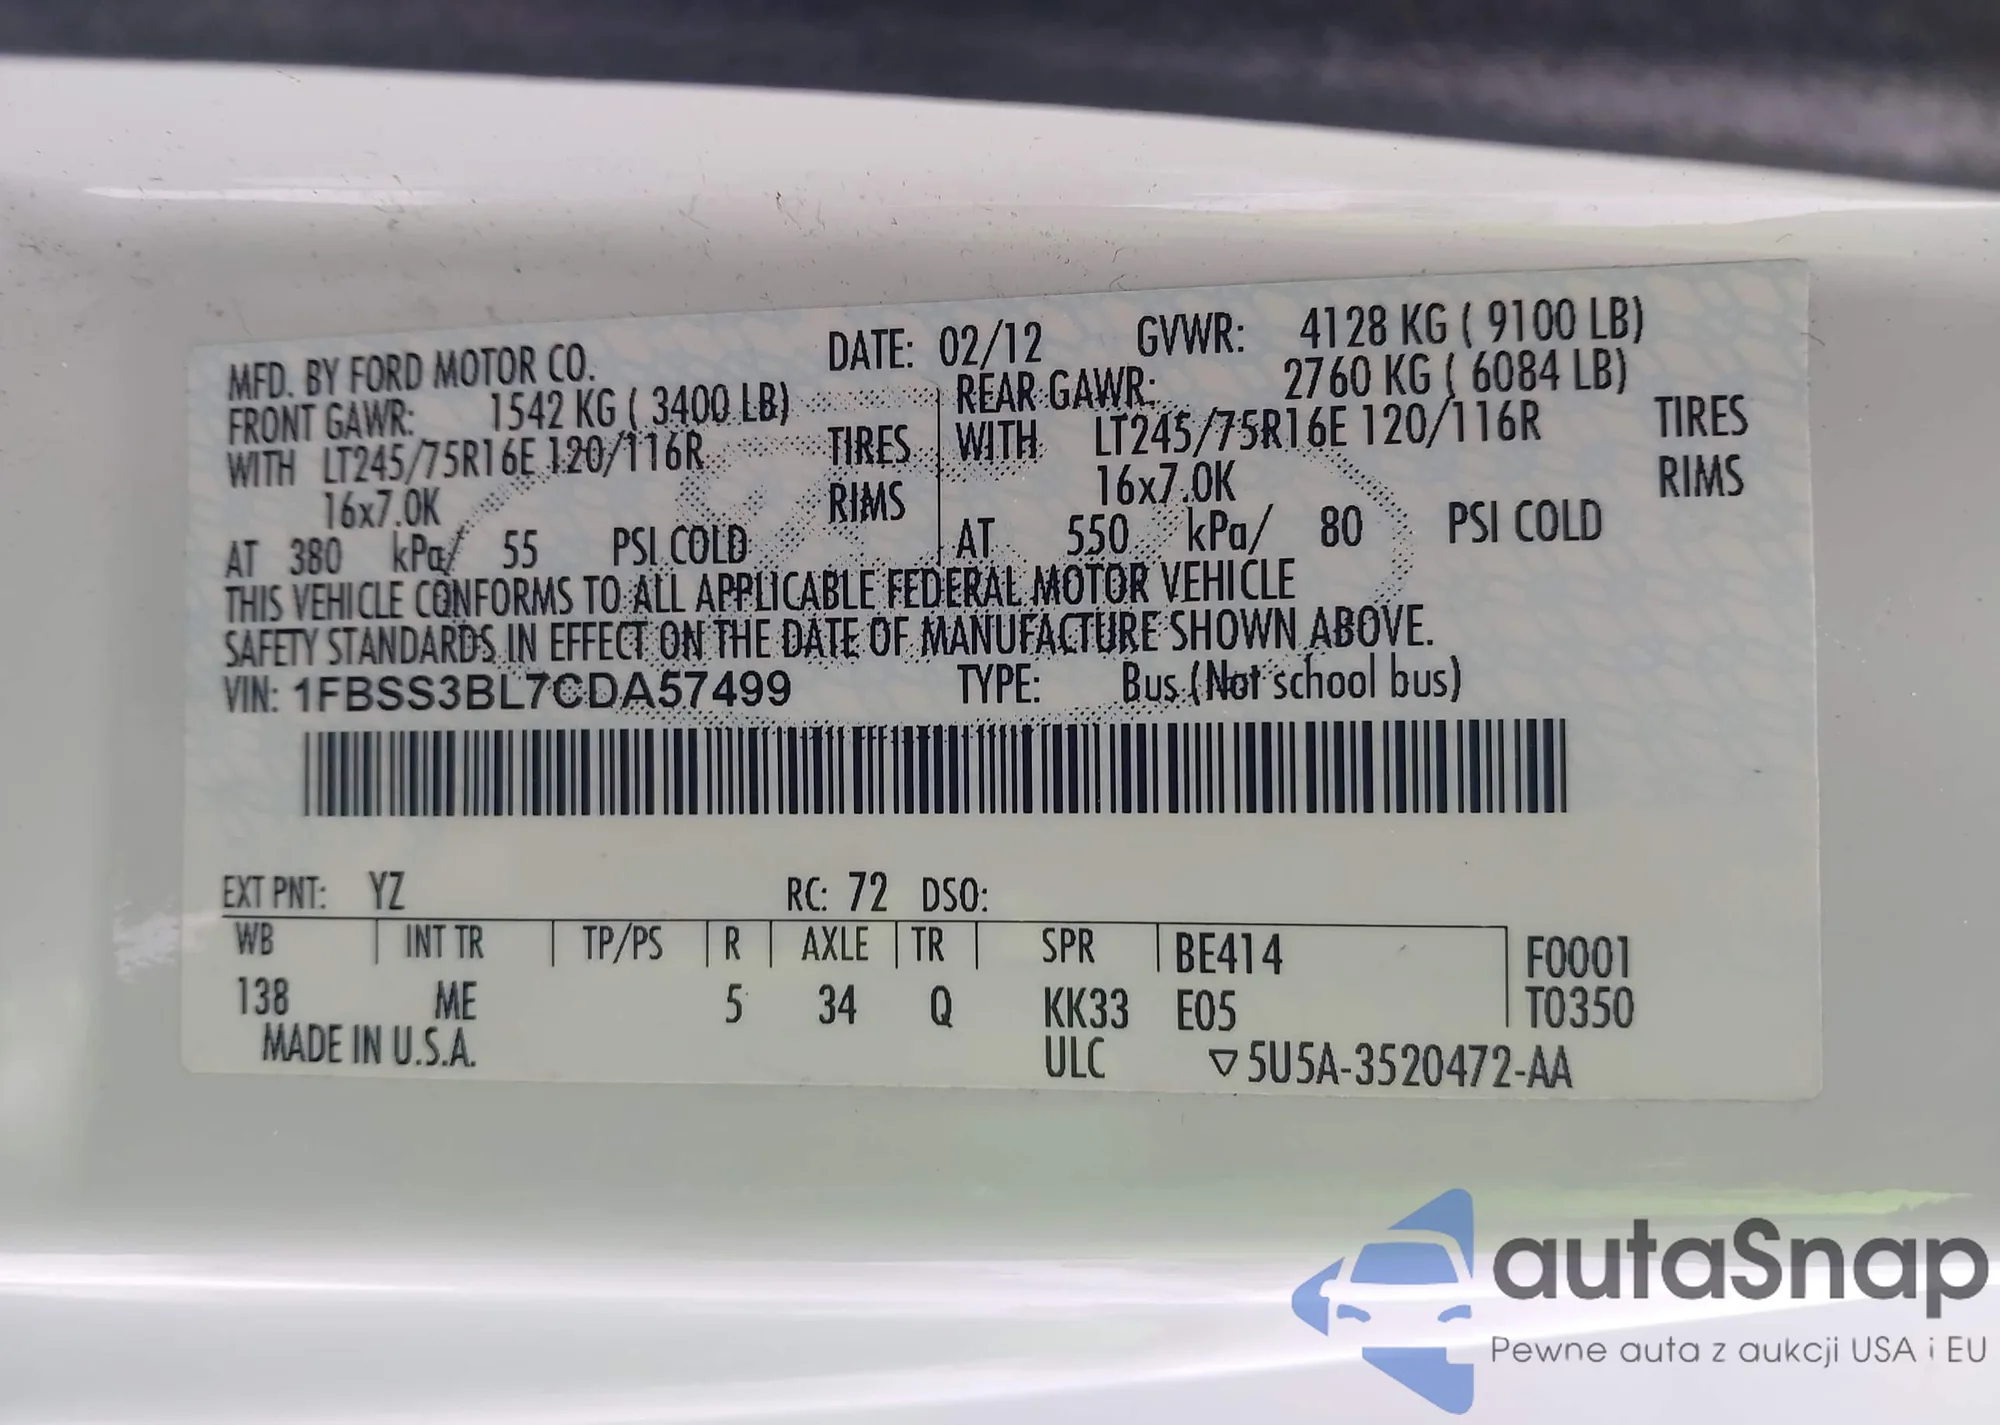 MFD. BY FORD MOTOR CO. DATE: 02/12 GVWR: 4128 KG ( 9100 LB)
FRONT GAWR: 1542 KG ( 3400 LB) REAR GAWR: 2760 KG ( 6084 LB)
WITH LT245/75R16E 120/116R TIRES WITH LT245/75R16E 120/116R TIRES
16x7.0K RIMS 16x7.0K RIMS
AT 380 kPa/ 55 PSI COLD AT 550 kPa/ 80 PSI COLD
THIS VEHICLE CONFORMS TO ALL APPLICABLE FEDERAL MOTOR VEHICLE
SAFETY STANDARDS IN EFFECT ON THE DATE OF MANUFACTURE SHOWN ABOVE.
VIN: 1FBSS3BL7CDA57499 TYPE: Bus (Not school bus)
EXT PNT: YZ RC: 72 DSO:
WB INT TR TP/PS R AXLE TR SPR BE414 F0001
138 ME 5 34 Q KK33 E05 T0350
MADE IN U.S.A. ULC ▽5U5A-3520472-AA
autaSnap
Pewne auta z aukcji USA i EU